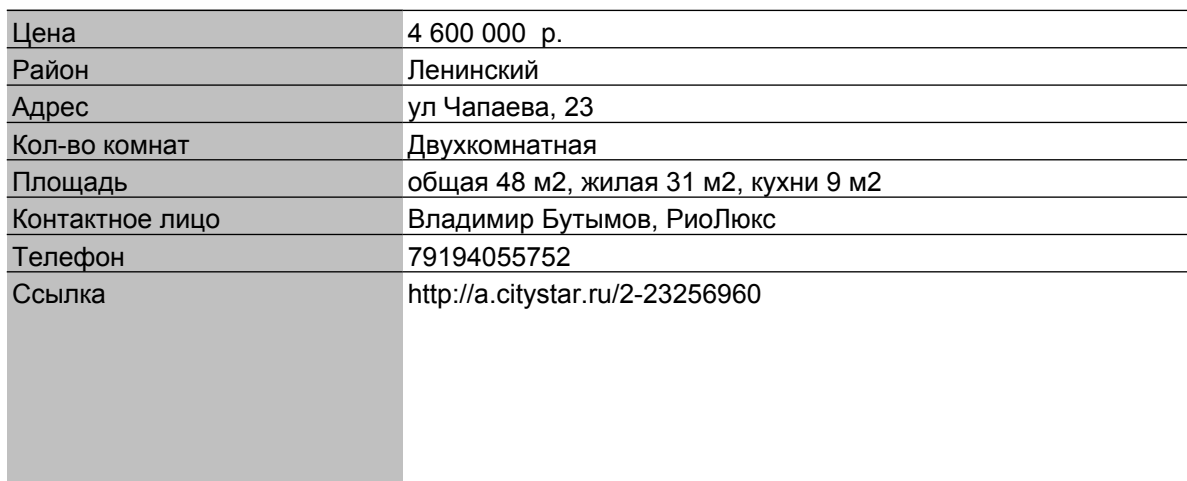 Цена 4 600 000 р.
Район Ленинский
Адрес ул Чапаева, 23
Кол-во комнат Двухкомнатная
Площадь общая 48 м2, жилая 31 м2, кухни 9 м2
Контактное лицо Владимир Бутымов, РиоЛюкс
Телефон 79194055752
Ссылка http://a.citystar.ru/2-23256960